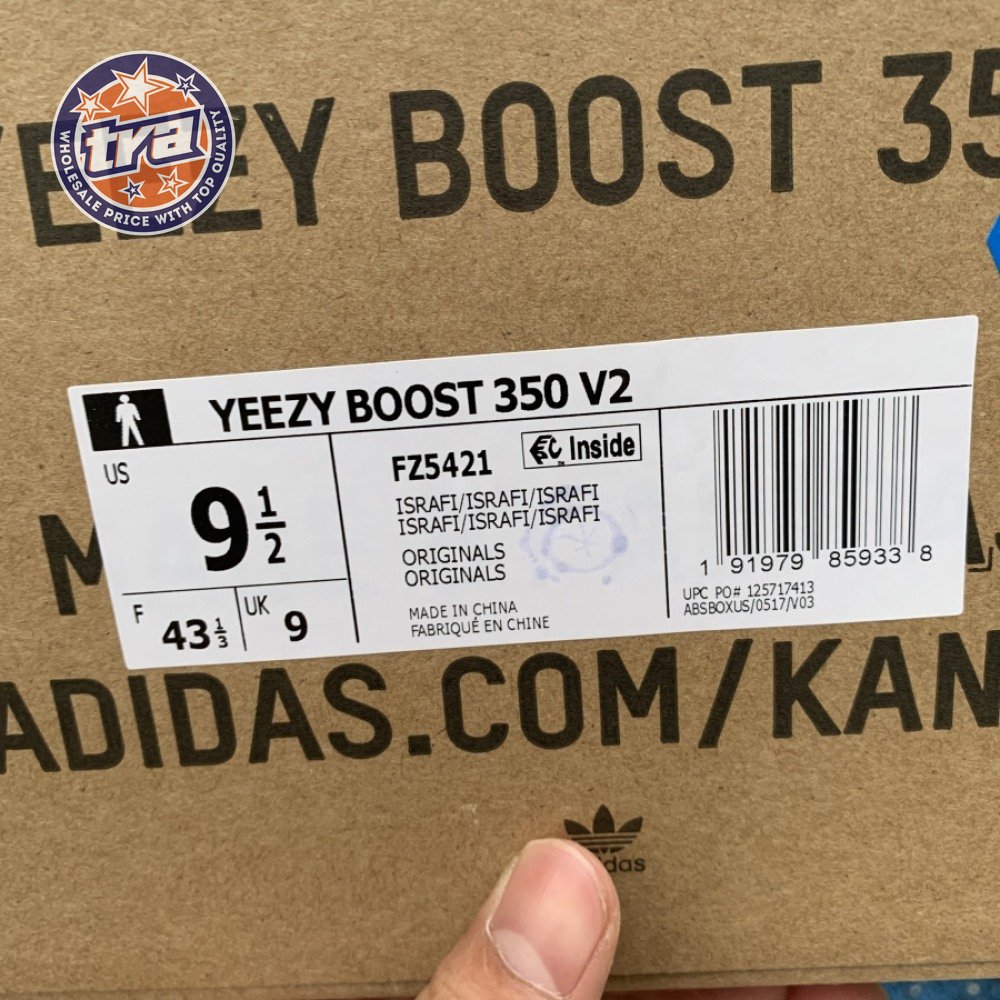 tra
WHOLESALE PRICE WITH TOP QUALITY
YEEZY BOOST 35
YEEZY BOOST 350 V2
US
9 1/2
F
43 1/3
UK
9
FZ5421
EC Inside
ISRAFI/ISRAFI/ISRAFI
ISRAFI/ISRAFI/ISRAFI
ORIGINALS
ORIGINALS
MADE IN CHINA
FABRIQUÉ EN CHINE
1 91979 85933 8
UPC PO# 125717413
ABSBOXUS/0517/V03
M
ADIDAS.COM/KAN
adidas